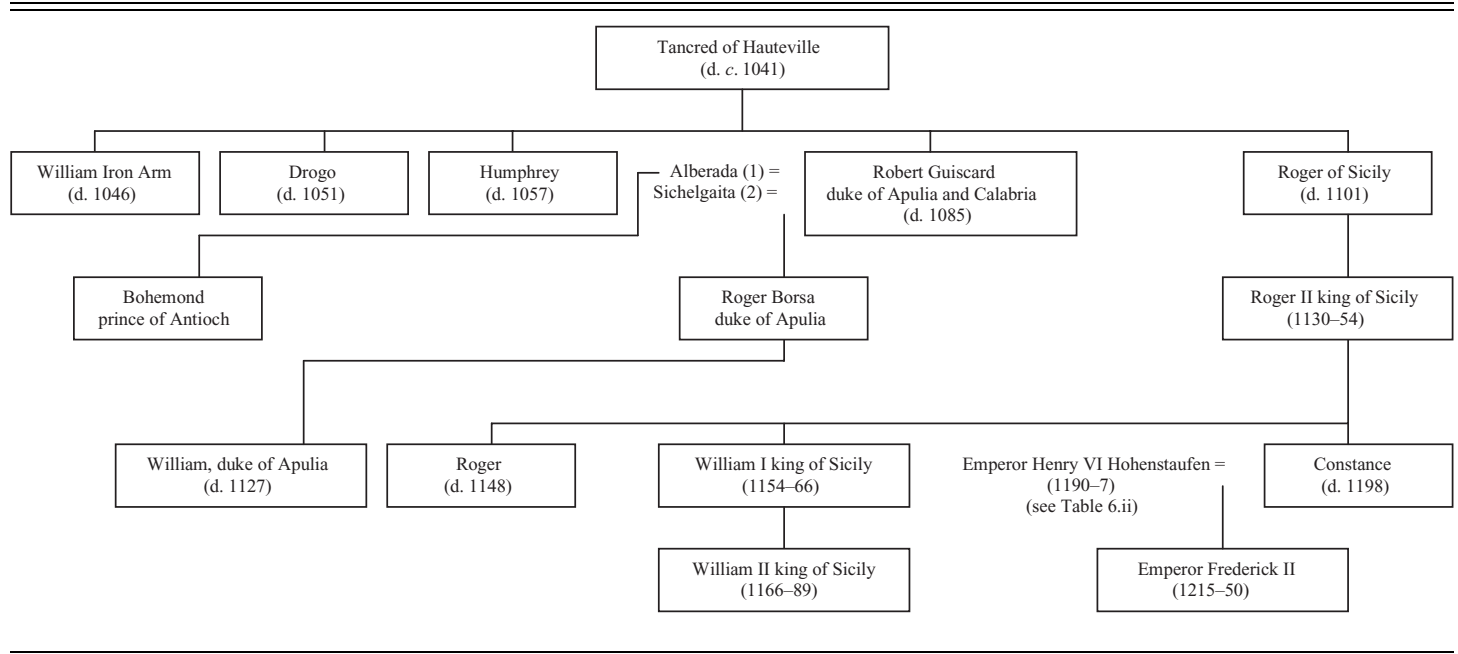 Tancred of Hauteville
(d. c. 1041)
William Iron Arm
(d. 1046)
Drogo
(d. 1051)
Humphrey
(d. 1057)
Alberada (1) =
Sichelgaita (2) =
Robert Guiscard
duke of Apulia and Calabria
(d. 1085)
Roger of Sicily
(d. 1101)
Bohemond
prince of Antioch
Roger Borsa
duke of Apulia
Roger II king of Sicily
(1130–54)
William, duke of Apulia
(d. 1127)
Roger
(d. 1148)
William I king of Sicily
(1154–66)
Emperor Henry VI Hohenstaufen =
(1190–7)
(see Table 6.ii)
Constance
(d. 1198)
William II king of Sicily
(1166–89)
Emperor Frederick II
(1215–50)